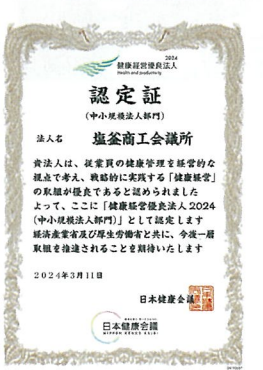 2024
健康経営優良法人
Health and productivity
認定証
(中小規模法人部門)
法人名 塩釜商工会議所
貴法人は、従業員の健康管理を経営的な
視点で考え、戦略的に実践する「健康経営」
の取組が優良であると認められました
よって、ここに「健康経営優良法人2024
(中小規模法人部門)」として認定します
経済産業省及び厚生労働省と共に、今後一層
取組を推進されることを期待いたします
2024年3月11日
日本健康会議
日本健康会議
NIPPON KENKO KAIGI